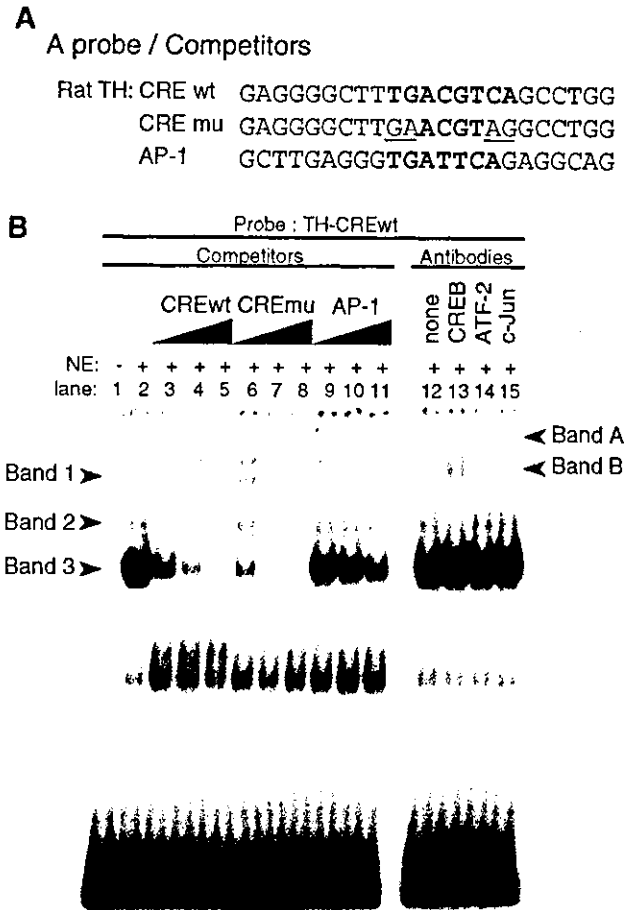 A
A probe / Competitors
Rat TH: CRE wt GAGGGGCTTTGACGTCAGCCTGG
CRE mu GAGGGGCTTGAACGTAGGCCTGG
AP-1 GCTTGAGGGTGATTCAGAGGCAG
B
Probe : TH-CREwt
Competitors Antibodies
CREwt CREmu AP-1 none CREB ATF-2 c-Jun
NE: - + + + + + + + + + + + + + +
lane: 1 2 3 4 5 6 7 8 9 10 11 12 13 14 15
Band A
Band 1 Band B
Band 2
Band 3